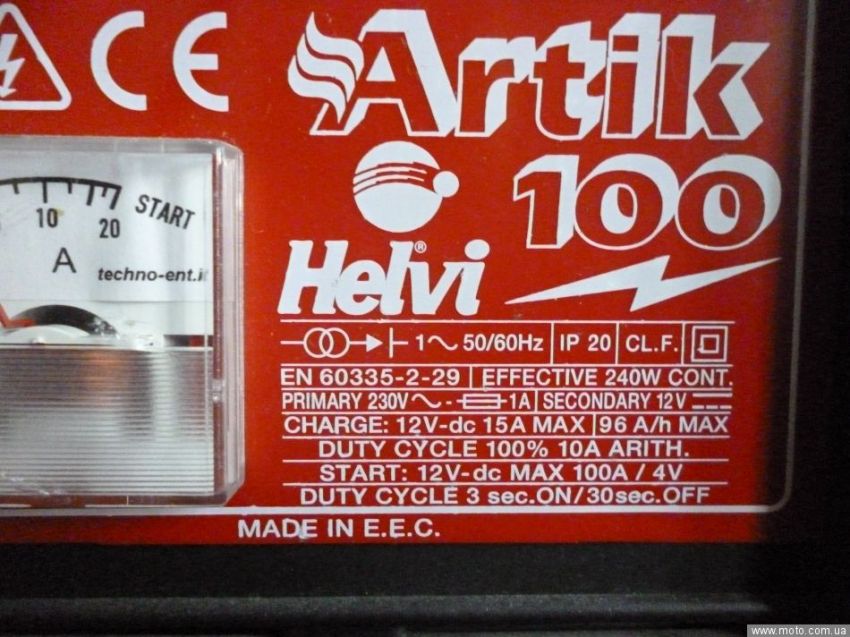 CE
Artik
100
Helvi®
10 20 START
A
techno-ent.it
1~ 50/60Hz IP 20 CL.F.
EN 60335-2-29 EFFECTIVE 240W CONT.
PRIMARY 230V~ - 1A SECONDARY 12V
CHARGE: 12V-dc 15A MAX 96 A/h MAX
DUTY CYCLE 100% 10A ARITH.
START: 12V-dc MAX 100A / 4V
DUTY CYCLE 3 sec.ON/30sec.OFF
MADE IN E.E.C.
www.moto.com.ua